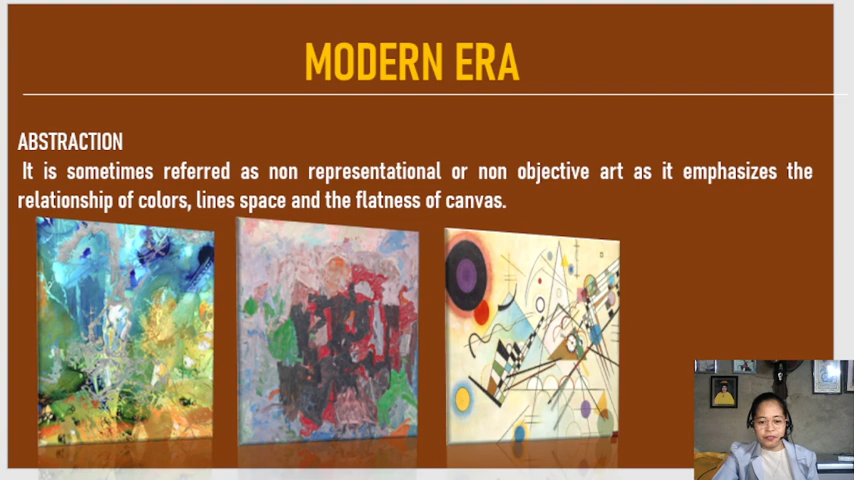 MODERN ERA
ABSTRACTION
It is sometimes referred as non representational or non objective art as it emphasizes the
relationship of colors, lines space and the flatness of canvas.